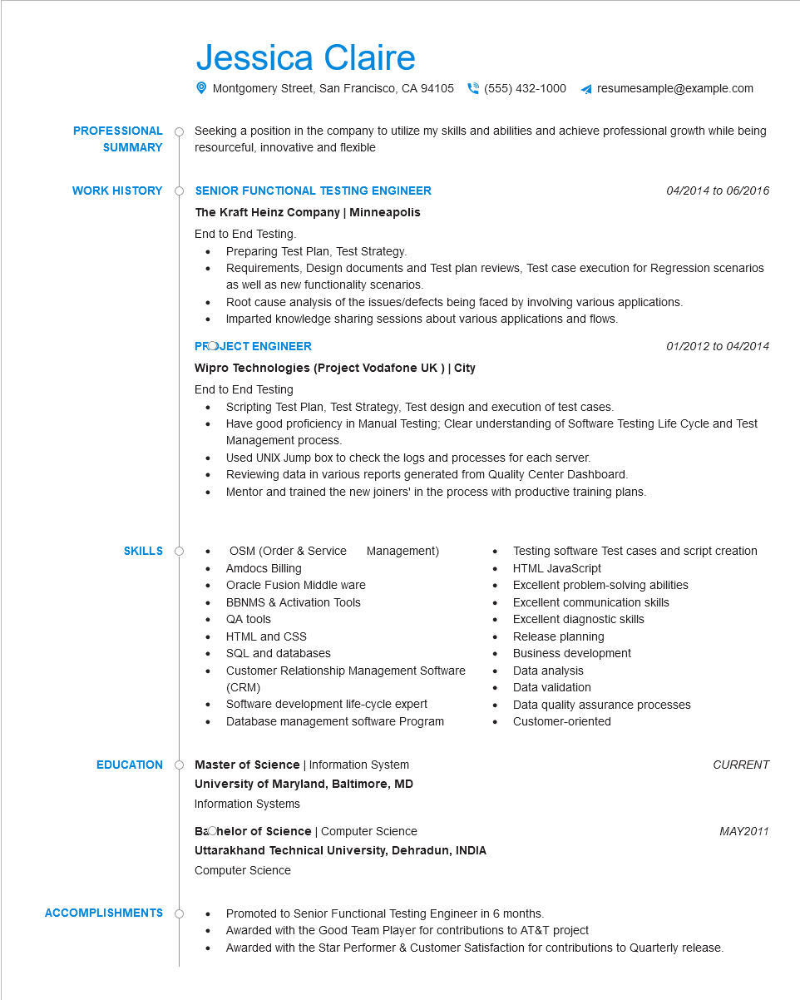 Jessica Claire
Montgomery Street, San Francisco, CA 94105 (555) 432-1000 resumesample@example.com
PROFESSIONAL SUMMARY
Seeking a position in the company to utilize my skills and abilities and achieve professional growth while being
resourceful, innovative and flexible
WORK HISTORY
SENIOR FUNCTIONAL TESTING ENGINEER 04/2014 to 06/2016
The Kraft Heinz Company | Minneapolis
End to End Testing.
• Preparing Test Plan, Test Strategy.
• Requirements, Design documents and Test plan reviews, Test case execution for Regression scenarios
as well as new functionality scenarios.
• Root cause analysis of the issues/defects being faced by involving various applications.
• Imparted knowledge sharing sessions about various applications and flows.
PROJECT ENGINEER 01/2012 to 04/2014
Wipro Technologies (Project Vodafone UK ) | City
End to End Testing
• Scripting Test Plan, Test Strategy, Test design and execution of test cases.
• Have good proficiency in Manual Testing; Clear understanding of Software Testing Life Cycle and Test
Management process.
• Used UNIX Jump box to check the logs and processes for each server.
• Reviewing data in various reports generated from Quality Center Dashboard.
• Mentor and trained the new joiners' in the process with productive training plans.
SKILLS
• OSM (Order & Service Management)
• Amdocs Billing
• Oracle Fusion Middle ware
• BBNMS & Activation Tools
• QA tools
• HTML and CSS
• SQL and databases
• Customer Relationship Management Software
(CRM)
• Software development life-cycle expert
• Database management software Program
• Testing software Test cases and script creation
• HTML JavaScript
• Excellent problem-solving abilities
• Excellent communication skills
• Excellent diagnostic skills
• Release planning
• Business development
• Data analysis
• Data validation
• Data quality assurance processes
• Customer-oriented
EDUCATION
Master of Science | Information System CURRENT
University of Maryland, Baltimore, MD
Information Systems
Bachelor of Science | Computer Science MAY2011
Uttarakhand Technical University, Dehradun, INDIA
Computer Science
ACCOMPLISHMENTS
• Promoted to Senior Functional Testing Engineer in 6 months.
• Awarded with the Good Team Player for contributions to AT&T project
• Awarded with the Star Performer & Customer Satisfaction for contributions to Quarterly release.